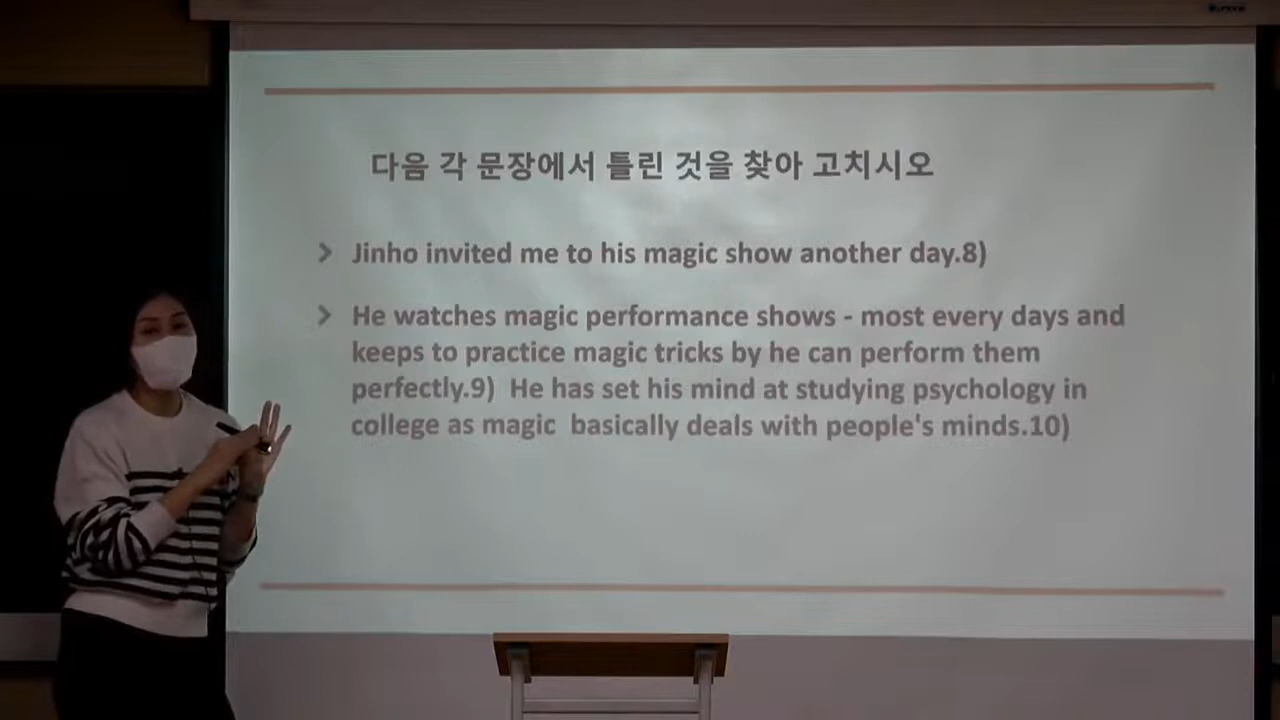 다음 각 문장에서 틀린 것을 찾아 고치시오
Jinho invited me to his magic show another day.8)
He watches magic performance shows - most every days and
keeps to practice magic tricks by he can perform them
perfectly.9) He has set his mind at studying psychology in
college as magic basically deals with people's minds.10)